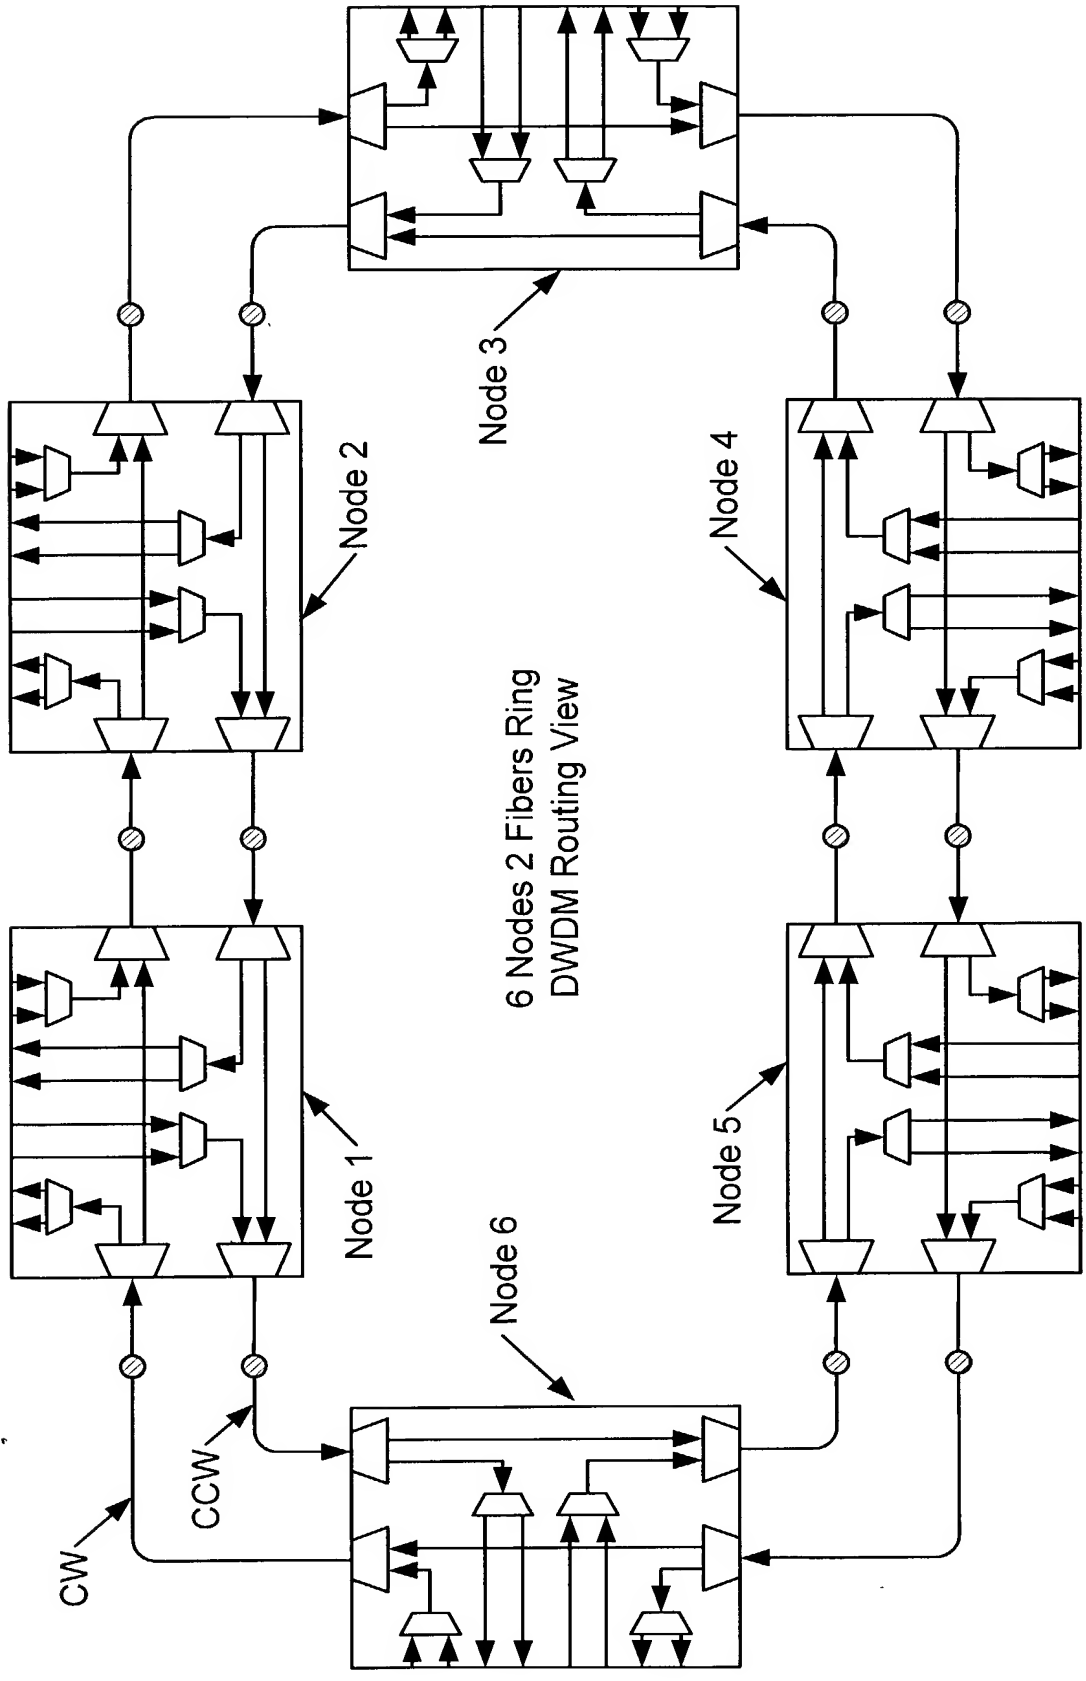 Node 3
Node 2
Node 4
6 Nodes 2 Fibers Ring
DWDM Routing View
Node 1
Node 5
Node 6
CCW
CW